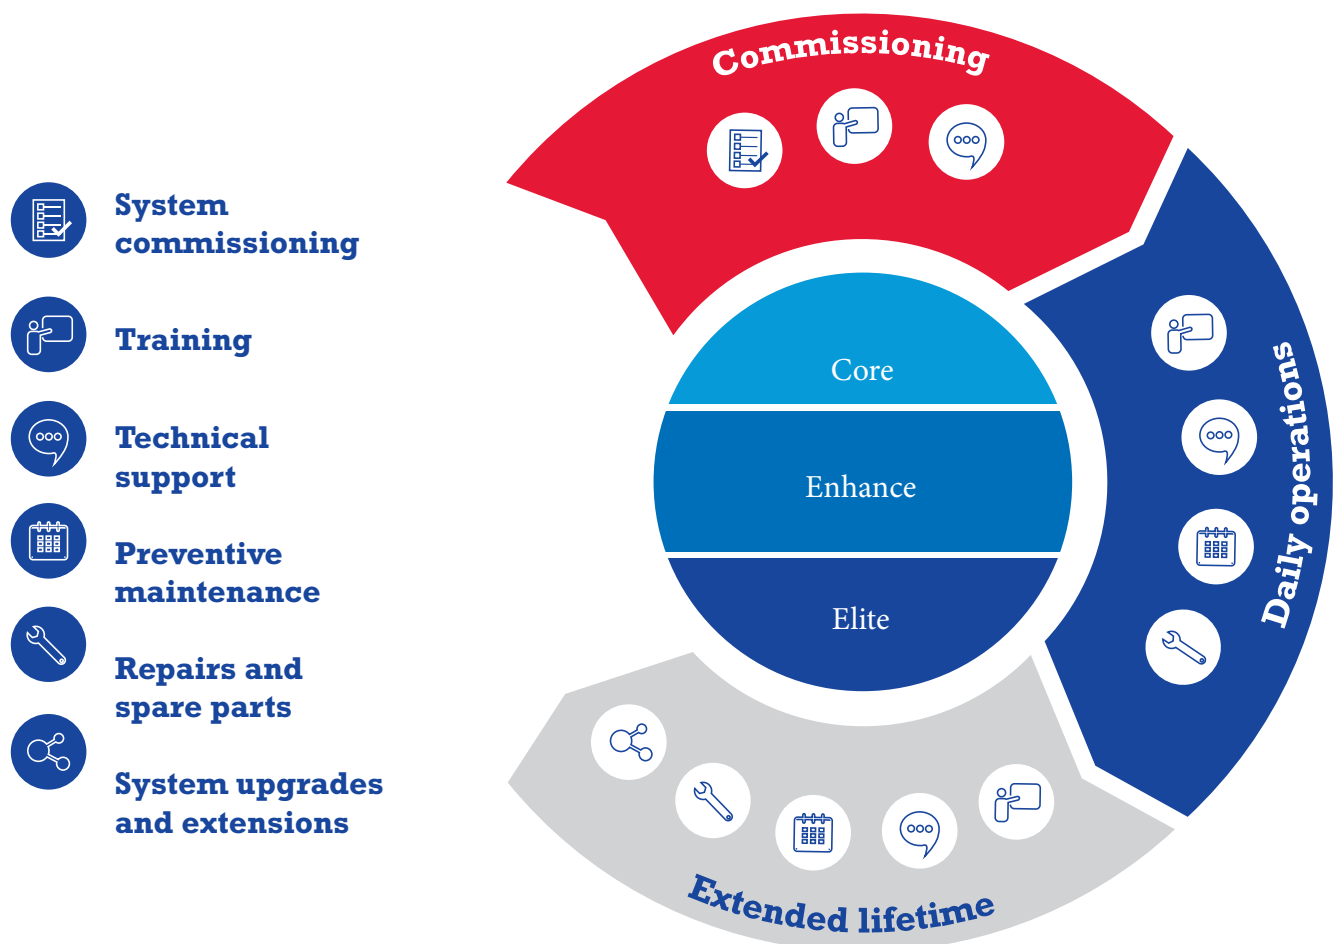 System
commissioning
Training
Technical
support
Preventive
maintenance
Repairs and
spare parts
System upgrades
and extensions
Commissioning
Core
Enhance
Elite
Daily operations
Extended lifetime